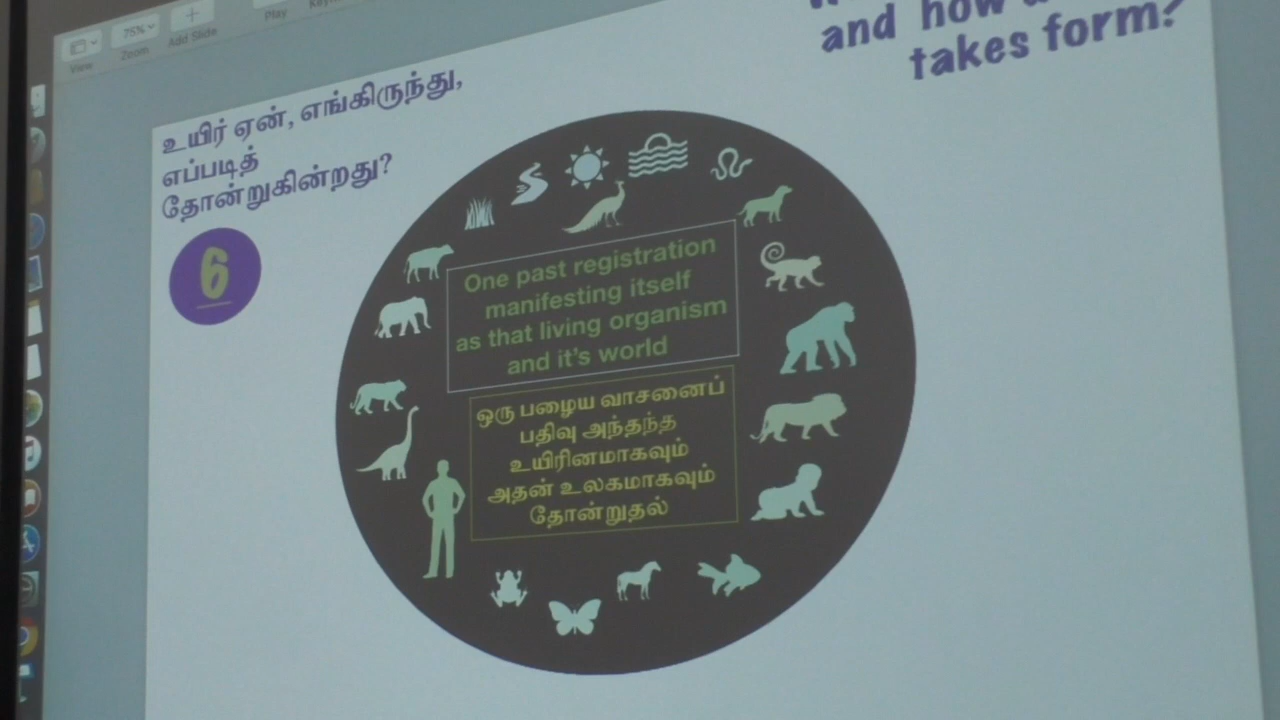 75%
View
Zoom
Add Slide
Play
and how
takes form?
உயிர் ஏன், எங்கிருந்து,
எப்படித்
தோன்றுகின்றது?
6
One past registration
manifesting itself
as that living organism
and it's world
ஒரு பழைய வாசனைப்
பதிவு அந்தந்த
உயிரினமாகவும்
அதன் உலகமாகவும்
தோன்றுதல்